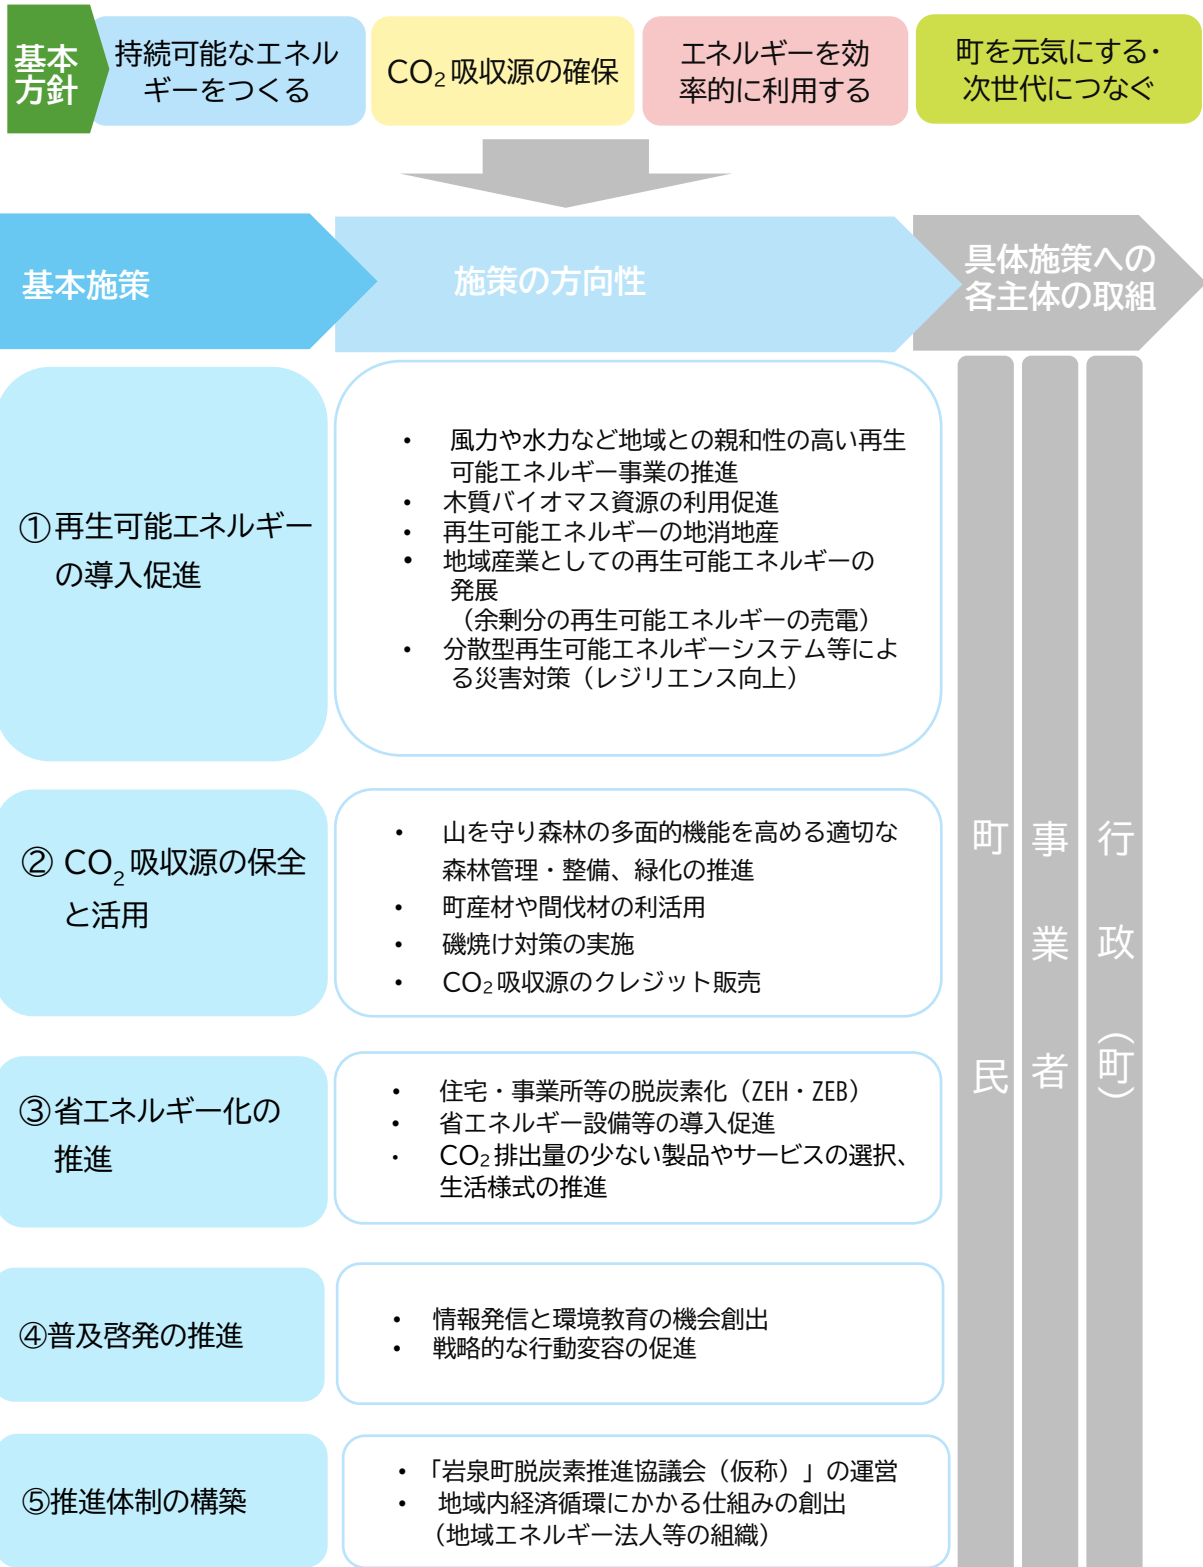 基本
方針
持続可能なエネル
ギーをつくる
CO₂吸収源の確保
エネルギーを効
率的に利用する
町を元気にする・
次世代につなぐ
基本施策
施策の方向性
具体施策への
各主体の取組
①再生可能エネルギー
の導入促進
・ 風力や水力など地域との親和性の高い再生
可能エネルギー事業の推進
・ 木質バイオマス資源の利用促進
・ 再生可能エネルギーの地消地産
・ 地域産業としての再生可能エネルギーの
発展
（余剰分の再生可能エネルギーの売電）
・ 分散型再生可能エネルギーシステム等によ
る災害対策（レジリエンス向上）
② CO₂吸収源の保全
と活用
・ 山を守り森林の多面的機能を高める適切な
森林管理・整備、緑化の推進
・ 町産材や間伐材の利活用
・ 磯焼け対策の実施
・ CO₂吸収源のクレジット販売
③省エネルギー化の
推進
・ 住宅・事業所等の脱炭素化（ZEH・ZEB）
・ 省エネルギー設備等の導入促進
・ CO₂排出量の少ない製品やサービスの選択、
生活様式の推進
④普及啓発の推進
・ 情報発信と環境教育の機会創出
・ 戦略的な行動変容の促進
⑤推進体制の構築
・ 「岩泉町脱炭素推進協議会（仮称）」の運営
・ 地域内経済循環にかかる仕組みの創出
（地域エネルギー法人等の組織）
町民
事業者
行政（町）